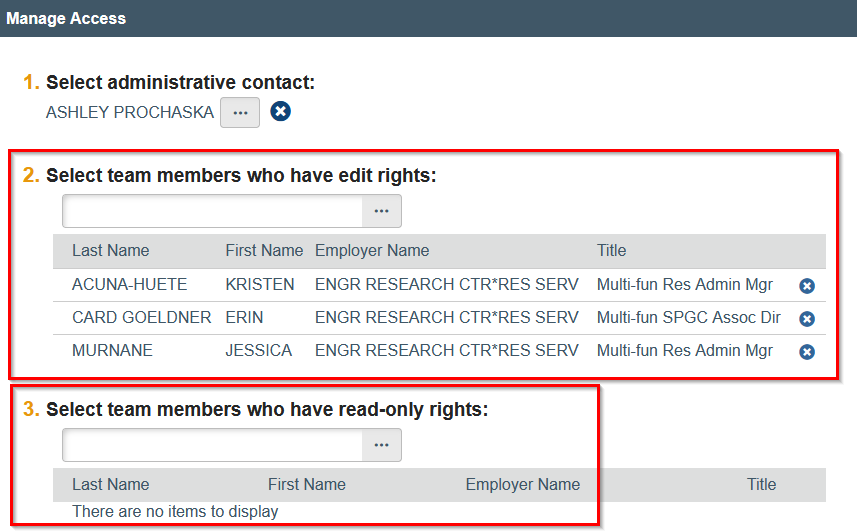 Manage Access
1. Select administrative contact:
ASHLEY PROCHASKA ...
2. Select team members who have edit rights:
...
Last Name First Name Employer Name Title
ACUNA-HUETE KRISTEN ENGR RESEARCH CTR*RES SERV Multi-fun Res Admin Mgr
CARD GOELDNER ERIN ENGR RESEARCH CTR*RES SERV Multi-fun SPGC Assoc Dir
MURNANE JESSICA ENGR RESEARCH CTR*RES SERV Multi-fun Res Admin Mgr
3. Select team members who have read-only rights:
...
Last Name First Name Employer Name Title
There are no items to display